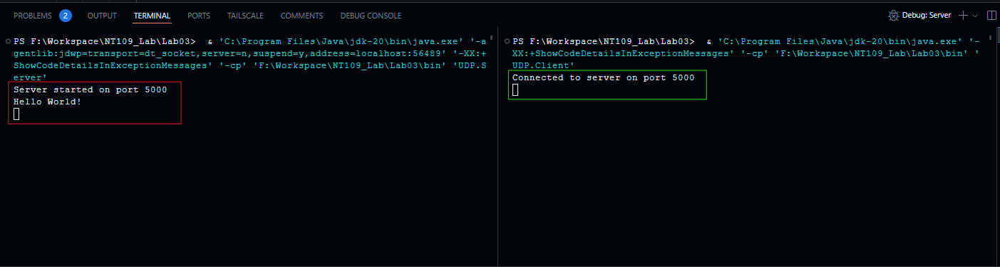 PROBLEMS 2 OUTPUT TERMINAL PORTS TAILSCALE COMMENTS DEBUG CONSOLE Debug: Server
PS F:\Workspace\NT109_Lab\Lab03>  & 'C:\Program Files\Java\jdk-20\bin\java.exe' '-a
gentlib:jdwp=transport=dt_socket,server=n,suspend=y,address=localhost:56489' '-XX:+
ShowCodeDetailsInExceptionMessages' '-cp' 'F:\Workspace\NT109_Lab\Lab03\bin' 'UDP.S
erver'
Server started on port 5000
Hello World!
PS F:\Workspace\NT109_Lab\Lab03>  & 'C:\Program Files\Java\jdk-20\bin\java.exe' '-
XX:+ShowCodeDetailsInExceptionMessages' '-cp' 'F:\Workspace\NT109_Lab\Lab03\bin' '
UDP.Client'
Connected to server on port 5000